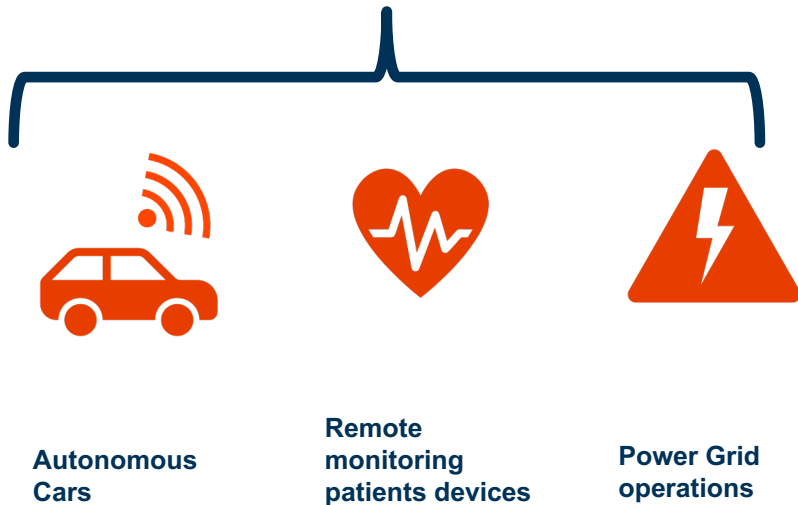 Autonomous
Cars
Remote
monitoring
patients devices
Power Grid
operations